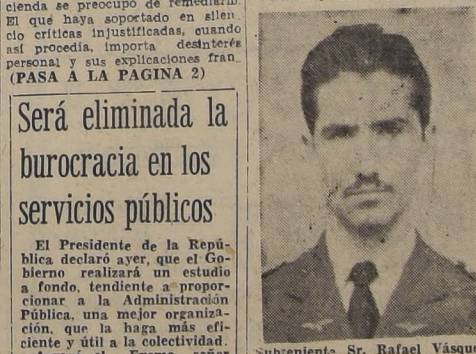 cienda se preocupó de remediarlo.
El que haya soportado en silen
cio críticas injustificadas, cuando
así procedía, importa desinterés
personal y sus explicaciones fran
(PASA A LA PAGINA 2)
Será eliminada la
burocracia en los
servicios públicos
El Presidente de la Repú-
blica declaró ayer, que el Go-
bierno realizará un estudio
a fondo, tendiente a propor-
cionar a la Administración
Pública, una mejor organiza-
ción, que la haga más efi-
ciente y útil a la colectividad.
señor
Subteniente Sr. Rafael